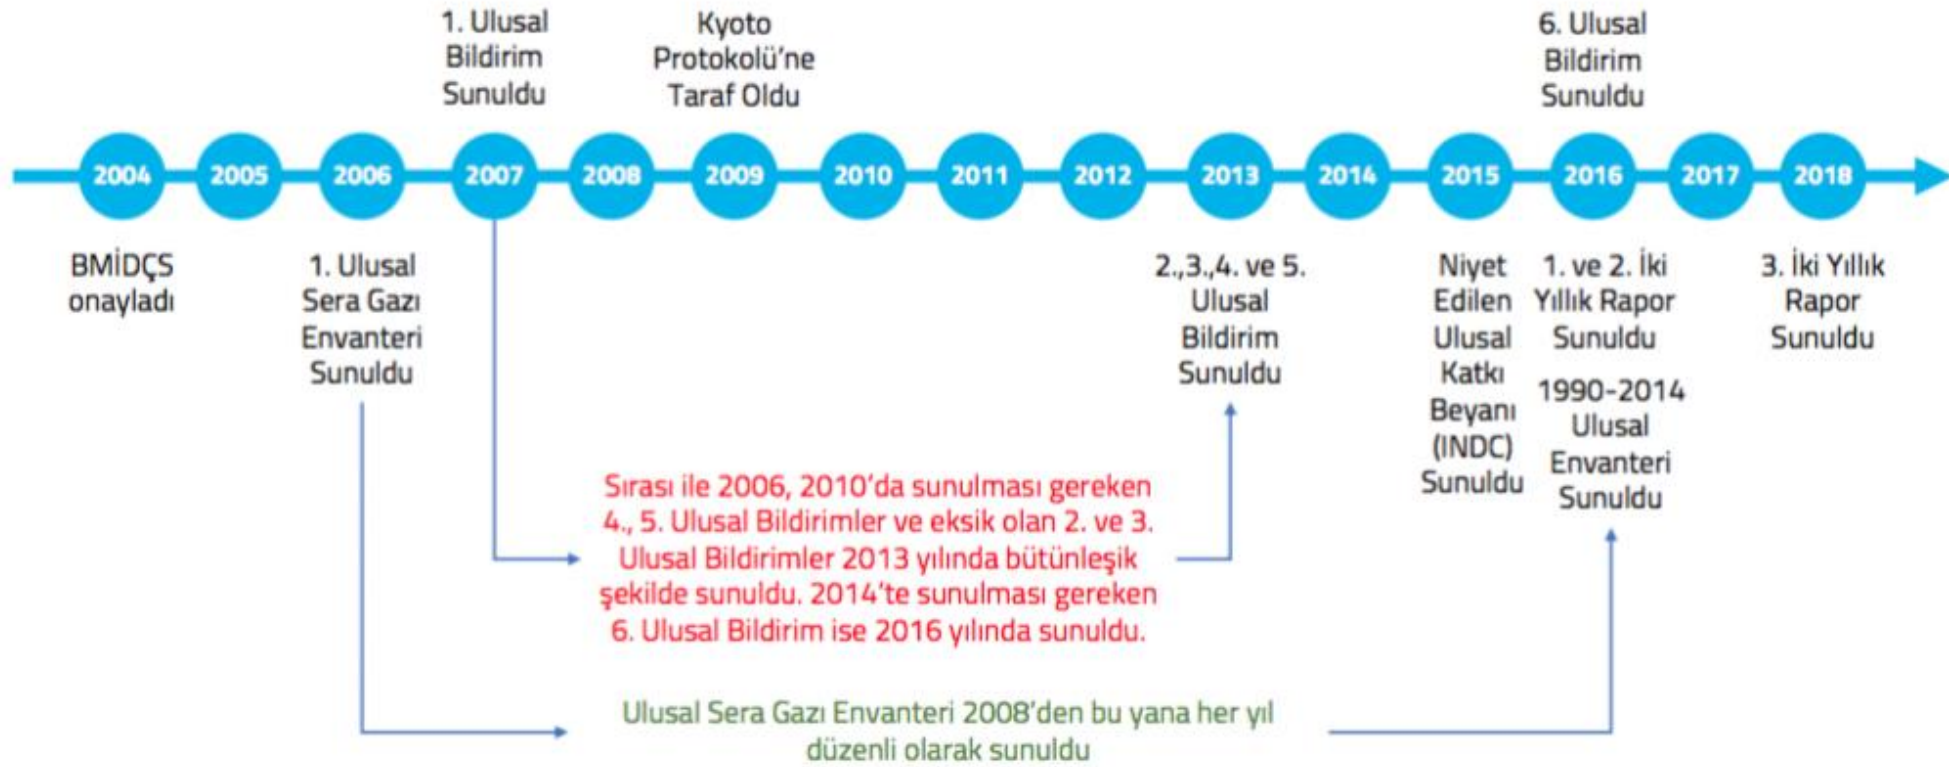 1. Ulusal
Bildirim
Sunuldu
Kyoto
Protokolü'ne
Taraf Oldu
6. Ulusal
Bildirim
Sunuldu
2004 2005 2006 2007 2008 2009 2010 2011 2012 2013 2014 2015 2016 2017 2018
BMİDÇS
onayladı
1. Ulusal
Sera Gazı
Envanteri
Sunuldu
2.,3.,4. ve 5.
Ulusal
Bildirim
Sunuldu
Niyet
Edilen
Ulusal
Katkı
Beyanı
(INDC)
Sunuldu
1. ve 2. İki
Yıllık Rapor
Sunuldu
1990-2014
Ulusal
Envanteri
Sunuldu
3. İki Yıllık
Rapor
Sunuldu
Sırası ile 2006, 2010'da sunulması gereken
4., 5. Ulusal Bildirimler ve eksik olan 2. ve 3.
Ulusal Bildirimler 2013 yılında bütünleşik
şekilde sunuldu. 2014'te sunulması gereken
6. Ulusal Bildirim ise 2016 yılında sunuldu.
Ulusal Sera Gazı Envanteri 2008'den bu yana her yıl
düzenli olarak sunuldu